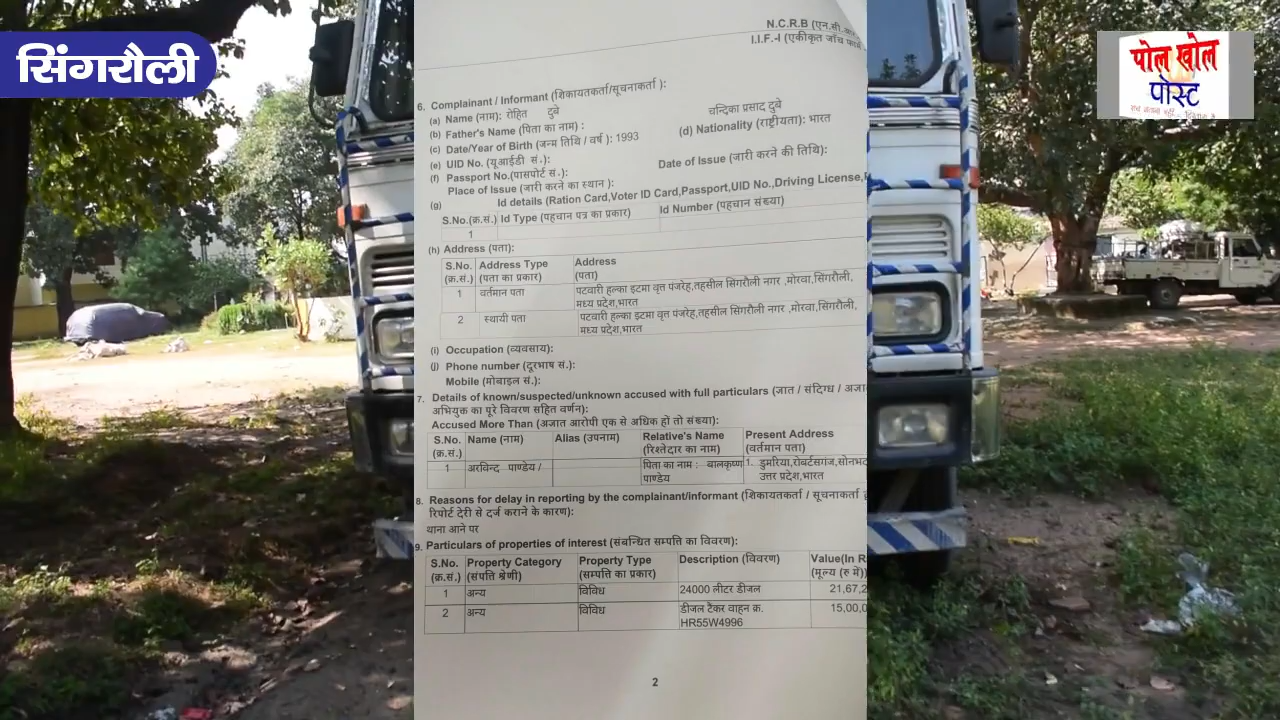 सिंगरौली
पोल खोल
पोस्ट
N.C.R.B (एन.सी.आर.
I.I.F.-I (एकीकृत जाँच फार्म
6. Complainant / Informant (शिकायतकर्ता/सूचनाकर्ता ):
(a) Name (नाम): रोहित दुबे
(b) Father's Name (पिता का नाम) : चन्द्रिका प्रसाद दुबे
(c) Date/Year of Birth (जन्म तिथि / वर्ष ): 1993 (d) Nationality (राष्ट्रीयता): भारत
(e) UID No. (यूआईडी सं.):
(f) Passport No.(पासपोर्ट सं.): Date of Issue (जारी करने की तिथि):
Place of Issue (जारी करने का स्थान ):
(g) Id details (Ration Card,Voter ID Card,Passport,UID No.,Driving License,
S.No.(क्र.सं.) Id Type (पहचान पत्र का प्रकार) Id Number (पहचान संख्या)
1
(h) Address (पता):
S.No. Address Type Address
(क्र.सं.) (पता का प्रकार) (पता)
1 वर्तमान पता पटवारी हल्का इटमा वृत्त पंजरेह,तहसील सिंगरौली नगर ,मोरवा,सिंगरौली,
मध्य प्रदेश,भारत
2 स्थायी पता पटवारी हल्का इटमा वृत्त पंजरेह,तहसील सिंगरौली नगर ,मोरवा,सिंगरौली,
मध्य प्रदेश,भारत
(i) Occupation (व्यवसाय):
(j) Phone number (दूरभाष सं.):
Mobile (मोबाइल सं.):
7. Details of known/suspected/unknown accused with full particulars (ज्ञात / संदिग्ध / अज्ञा
अभियुक्त का पूरे विवरण सहित वर्णन):
Accused More Than (अज्ञात आरोपी एक से अधिक हों तो संख्या):
S.No. Name (नाम) Alias (उपनाम) Relative's Name Present Address
(क्र.सं.) (रिश्तेदार का नाम) (वर्तमान पता)
1 अरविन्द पाण्डेय / पिता का नाम : बालकृष्ण 1. डुमरिया,रोबर्टसगंज,सोनभद्र
पाण्डेय उत्तर प्रदेश,भारत
8. Reasons for delay in reporting by the complainant/informant (शिकायतकर्ता / सूचनाकर्ता
रिपोर्ट देरी से दर्ज कराने के कारण):
थाना आने पर
9. Particulars of properties of interest (संबन्धित सम्पत्ति का विवरण):
S.No. Property Category Property Type Description (विवरण) Value(In R
(क्र.सं.) (संपत्ति श्रेणी) (सम्पत्ति का प्रकार) (मूल्य (रु में))
1 अन्य विविध 24000 लीटर डीजल 21,67,2
2 अन्य विविध डीजल टैंकर वाहन क्र. 15,00,0
HR55W4996
2